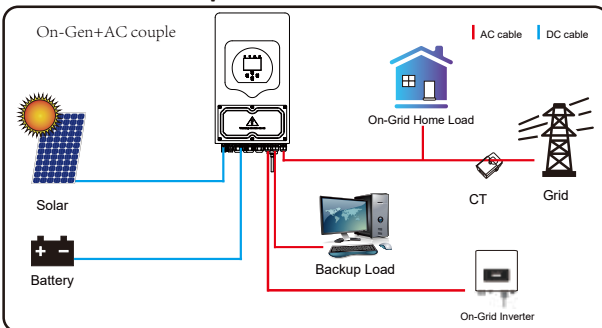 On-Gen+AC couple
AC cable
DC cable
On-Grid Home Load
CT
Grid
Solar
Backup Load
Battery
On-Grid Inverter